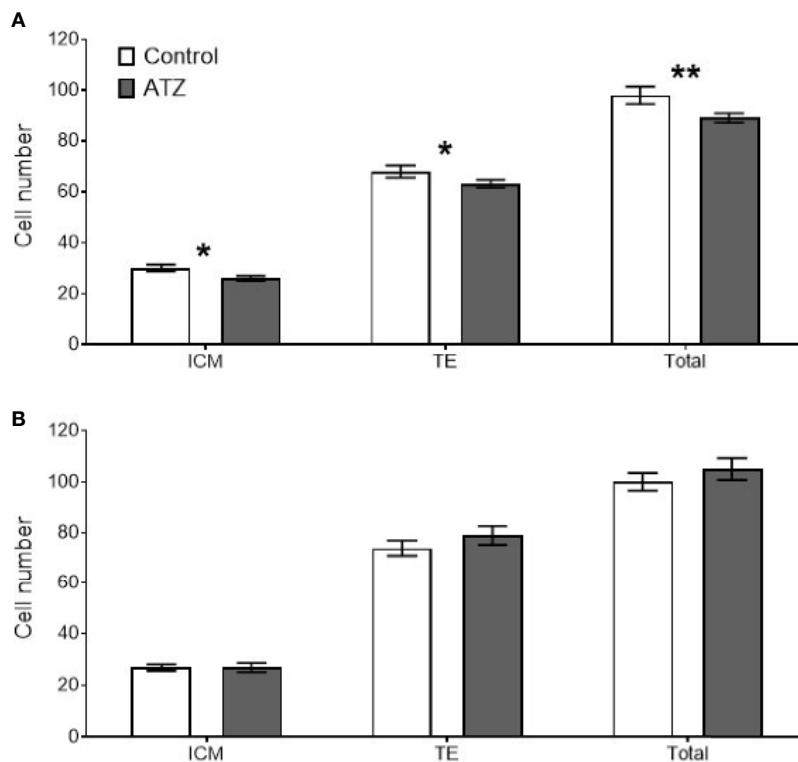 A
120
100
80
60
40
20
0
Cell number
Control
ATZ
*
*
**
ICM TE Total
B
120
100
80
60
40
20
0
Cell number
ICM TE Total